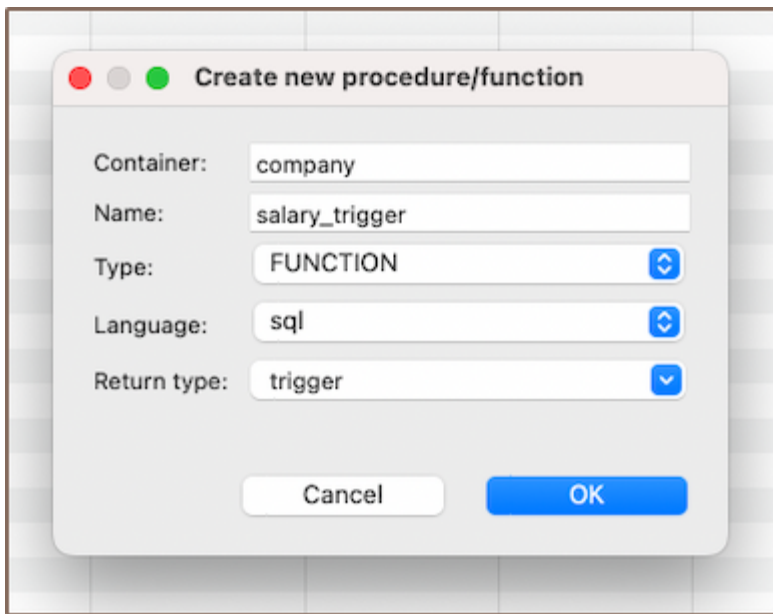 Create new procedure/function
Container: company
Name: salary_trigger
Type: FUNCTION
Language: sql
Return type: trigger
Cancel OK